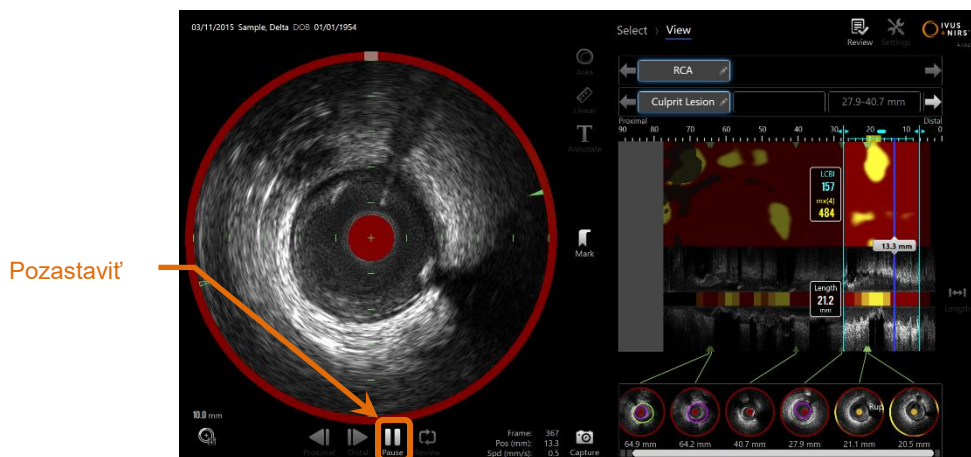 Pozastaviť
03/11/2015 Sample, Delta DOB 01/01/1954
Area
Linear
T
Annotate
Mark
10.0 mm
Proximal
Distal
Pause
Review
Frame: 367
Pos (mm): 13.3
Spd (mm/s): 0.5
Capture
Select > View
Review
Settings
IVUS
+NIRS
RCA
Culprit Lesion
27.9-40.7 mm
Proximal
Distal
90 80 70 60 50 40 30 20 10 0
LCBI
157
mx(4)
484
13.3 mm
Length
21.2
mm
Length
Rup
64.9 mm
64.2 mm
40.7 mm
27.9 mm
21.1 mm
20.5 mm